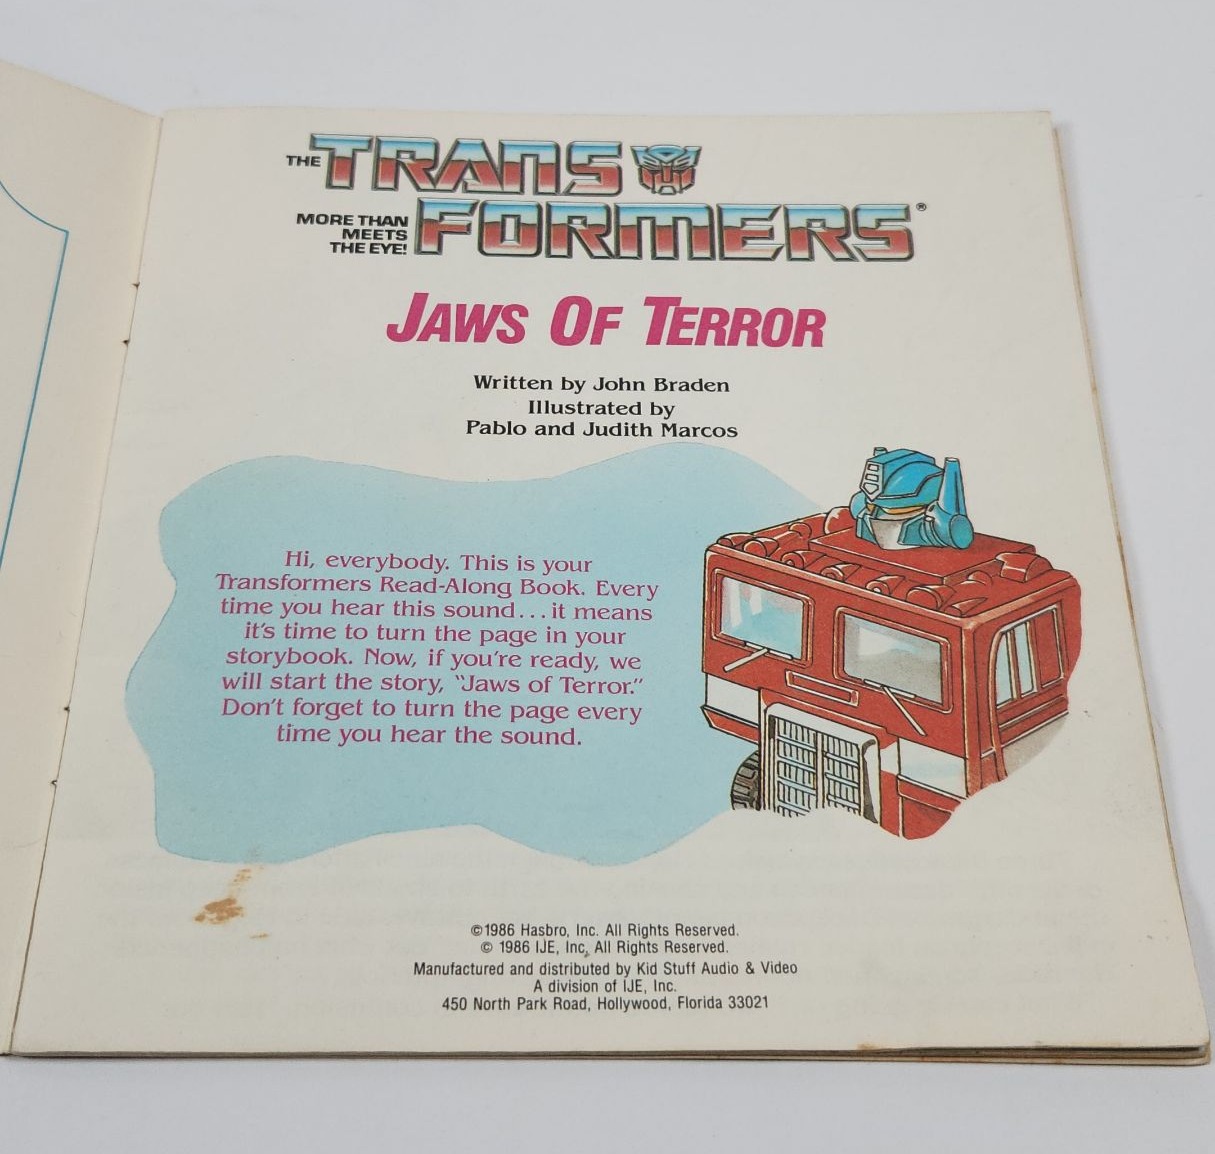 THE TRANS
MORE THAN
MEETS
THE EYE!
FORMERS®
JAWS OF TERROR
Written by John Braden
Illustrated by
Pablo and Judith Marcos
Hi, everybody. This is your
Transformers Read-Along Book. Every
time you hear this sound...it means
it's time to turn the page in your
storybook. Now, if you're ready, we
will start the story, "Jaws of Terror."
Don't forget to turn the page every
time you hear the sound.
©1986 Hasbro, Inc. All Rights Reserved.
© 1986 IJE, Inc, All Rights Reserved.
Manufactured and distributed by Kid Stuff Audio & Video
A division of IJE, Inc.
450 North Park Road, Hollywood, Florida 33021